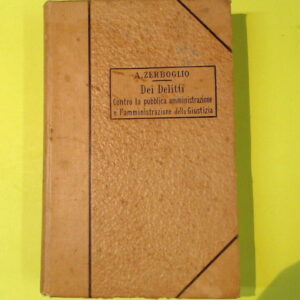 A. ZERBOGLIO
Dei Delitti
Contro la pubblica amministrazione
e l'amministrazione della Giustizia